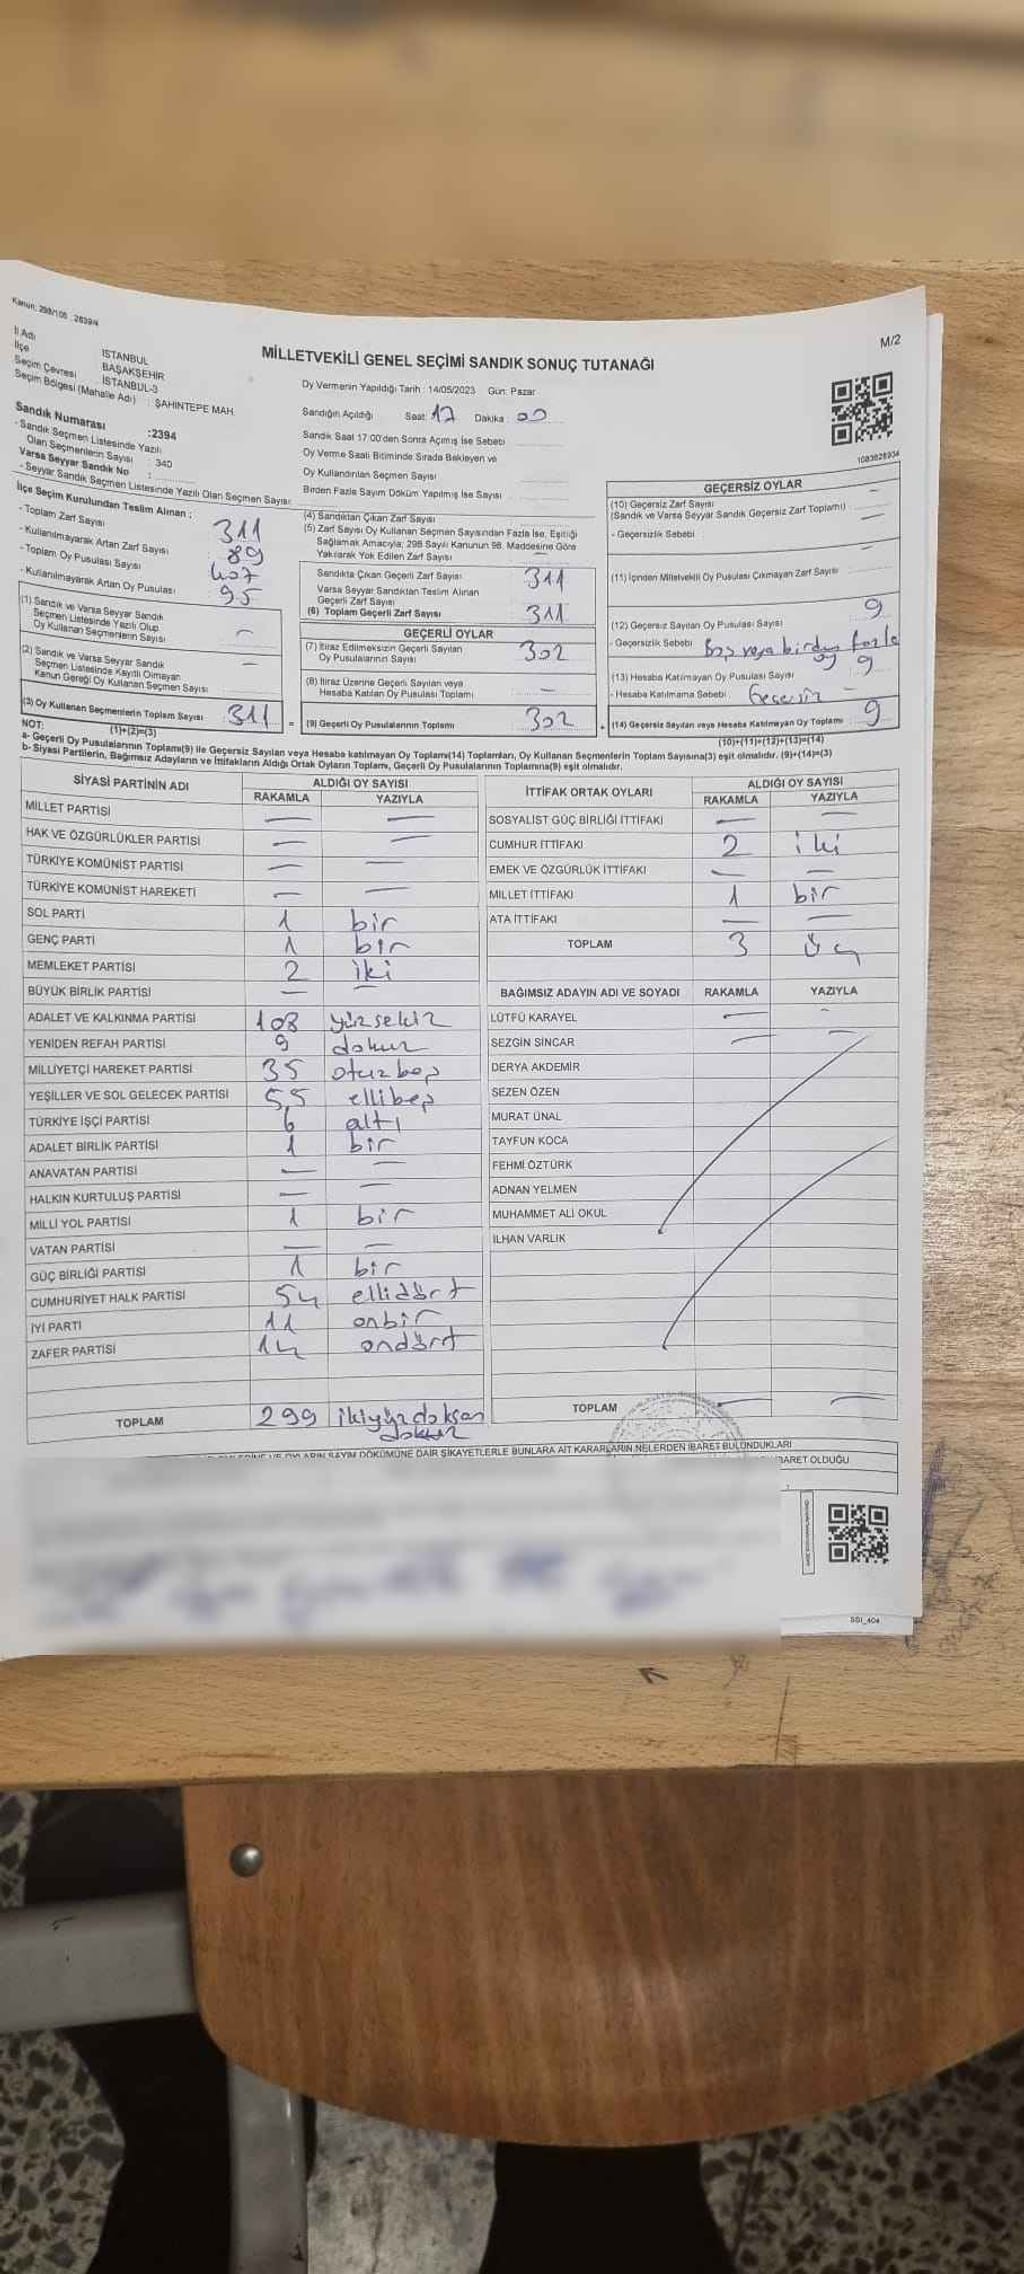 Kanun: 298/105 : 2839/4
M/2
MİLLETVEKİLİ GENEL SEÇİMİ SANDIK SONUÇ TUTANAĞI
İl Adı İSTANBUL
İlçe BAŞAKŞEHİR
Seçim Çevresi İSTANBUL-3
Seçim Bölgesi (Mahalle Adı) : ŞAHİNTEPE MAH.
Sandık Numarası :2394
- Sandık Seçmen Listesinde Yazılı
Olan Seçmenlerin Sayısı : 340
Varsa Seyyar Sandık No :
- Seyyar Sandık Seçmen Listesinde Yazılı Olan Seçmen Sayısı:
Oy Vermenin Yapıldığı Tarih : 14/05/2023 Gün: Pazar
Sandığın Açıldığı Saat: 17 Dakika : 00
Sandık Saat 17:00'den Sonra Açılmış İse Sebebi
Oy Verme Saati Bitiminde Sırada Bekleyen ve
Oy Kullandırılan Seçmen Sayısı
Birden Fazla Sayım Döküm Yapılmış İse Sayısı
1083828934
İlçe Seçim Kurulundan Teslim Alınan :
- Toplam Zarf Sayısı 311
- Kullanılmayarak Artan Zarf Sayısı 89
- Toplam Oy Pusulası Sayısı 407
- Kullanılmayarak Artan Oy Pusulası 95
(1) Sandık ve Varsa Seyyar Sandık
Seçmen Listesinde Yazılı Olup
Oy Kullanan Seçmenlerin Sayısı —
(2) Sandık ve Varsa Seyyar Sandık
Seçmen Listesinde Kayıtlı Olmayan
Kanun Gereği Oy Kullanan Seçmen Sayısı —
(3) Oy Kullanan Seçmenlerin Toplam Sayısı 311 =
(1)+(2)=(3)
(4) Sandıktan Çıkan Zarf Sayısı
(5) Zarf Sayısı Oy Kullanan Seçmen Sayısından Fazla İse, Eşitliği
Sağlamak Amacıyla; 298 Sayılı Kanunun 98. Maddesine Göre
Yakılarak Yok Edilen Zarf Sayısı —
Sandıkta Çıkan Geçerli Zarf Sayısı 311
Varsa Seyyar Sandıktan Teslim Alınan
Geçerli Zarf Sayısı
(6) Toplam Geçerli Zarf Sayısı 311
GEÇERLİ OYLAR
(7) İtiraz Edilmeksizin Geçerli Sayılan
Oy Pusulalarının Sayısı 302
(8) İtiraz Üzerine Geçerli Sayılan veya
Hesaba Katılan Oy Pusulası Toplamı —
(9) Geçerli Oy Pusulalarının Toplamı 302 +
GEÇERSİZ OYLAR
(10) Geçersiz Zarf Sayısı —
(Sandık ve Varsa Seyyar Sandık Geçersiz Zarf Toplamı) —
- Geçersizlik Sebebi : —
(11) İçinden Milletvekili Oy Pusulası Çıkmayan Zarf Sayısı
(12) Geçersiz Sayılan Oy Pusulası Sayısı 9
- Geçersizlik Sebebi Boş veya birden fazla
oy
(13) Hesaba Katılmayan Oy Pusulası Sayısı 9
- Hesaba Katılmama Sebebi : Geçersiz —
(14) Geçersiz Sayılan veya Hesaba Katılmayan Oy Toplamı 9
(10)+(11)+(12)+(13)=(14)
NOT:
a- Geçerli Oy Pusulalarının Toplamı(9) ile Geçersiz Sayılan veya Hesaba katılmayan Oy Toplamı(14) Toplamları, Oy Kullanan Seçmenlerin Toplam Sayısına(3) eşit olmalıdır. (9)+(14)=(3)
b- Siyasi Partilerin, Bağımsız Adayların ve İttifakların Aldığı Ortak Oyların Toplamı, Geçerli Oy Pusulalarının Toplamına(9) eşit olmalıdır.
SİYASİ PARTİNİN ADI ALDIĞI OY SAYISI
RAKAMLA YAZIYLA
MİLLET PARTİSİ — —
HAK VE ÖZGÜRLÜKLER PARTİSİ — —
TÜRKİYE KOMÜNİST PARTİSİ — —
TÜRKİYE KOMÜNİST HAREKETİ — —
SOL PARTİ 1 bir
GENÇ PARTİ 1 bir
MEMLEKET PARTİSİ 2 iki
BÜYÜK BİRLİK PARTİSİ — —
ADALET VE KALKINMA PARTİSİ 108 yüzsekiz
YENİDEN REFAH PARTİSİ 9 dokuz
MİLLİYETÇİ HAREKET PARTİSİ 35 otuzbeş
YEŞİLLER VE SOL GELECEK PARTİSİ 55 ellibeş
TÜRKİYE İŞÇİ PARTİSİ 6 altı
ADALET BİRLİK PARTİSİ 1 bir
ANAVATAN PARTİSİ — —
HALKIN KURTULUŞ PARTİSİ — —
MİLLİ YOL PARTİSİ 1 bir
VATAN PARTİSİ — —
GÜÇ BİRLİĞİ PARTİSİ 1 bir
CUMHURİYET HALK PARTİSİ 54 ellidört
İYİ PARTİ 11 onbir
ZAFER PARTİSİ 14 ondört
TOPLAM 299 ikiyüzdoksan
dokuz
İTTİFAK ORTAK OYLARI ALDIĞI OY SAYISI
RAKAMLA YAZIYLA
SOSYALİST GÜÇ BİRLİĞİ İTTİFAKI — —
CUMHUR İTTİFAKI 2 iki
EMEK VE ÖZGÜRLÜK İTTİFAKI — —
MİLLET İTTİFAKI 1 bir
ATA İTTİFAKI — —
TOPLAM 3 üç
BAĞIMSIZ ADAYIN ADI VE SOYADI RAKAMLA YAZIYLA
LÜTFÜ KARAYEL — -
SEZGİN SİNCAR — —
DERYA AKDEMİR
SEZEN ÖZEN
MURAT ÜNAL
TAYFUN KOCA
FEHMİ ÖZTÜRK
ADNAN YELMEN
MUHAMMET ALİ OKUL
İLHAN VARLIK
TOPLAM — —
OYLARIN SAYIM DÖKÜMÜNE DAİR ŞİKAYETLERLE BUNLARA AİT KARARLARIN NELERDEN İBARET BULUNDUKLARI
İBARET OLDUĞU
SSI_404